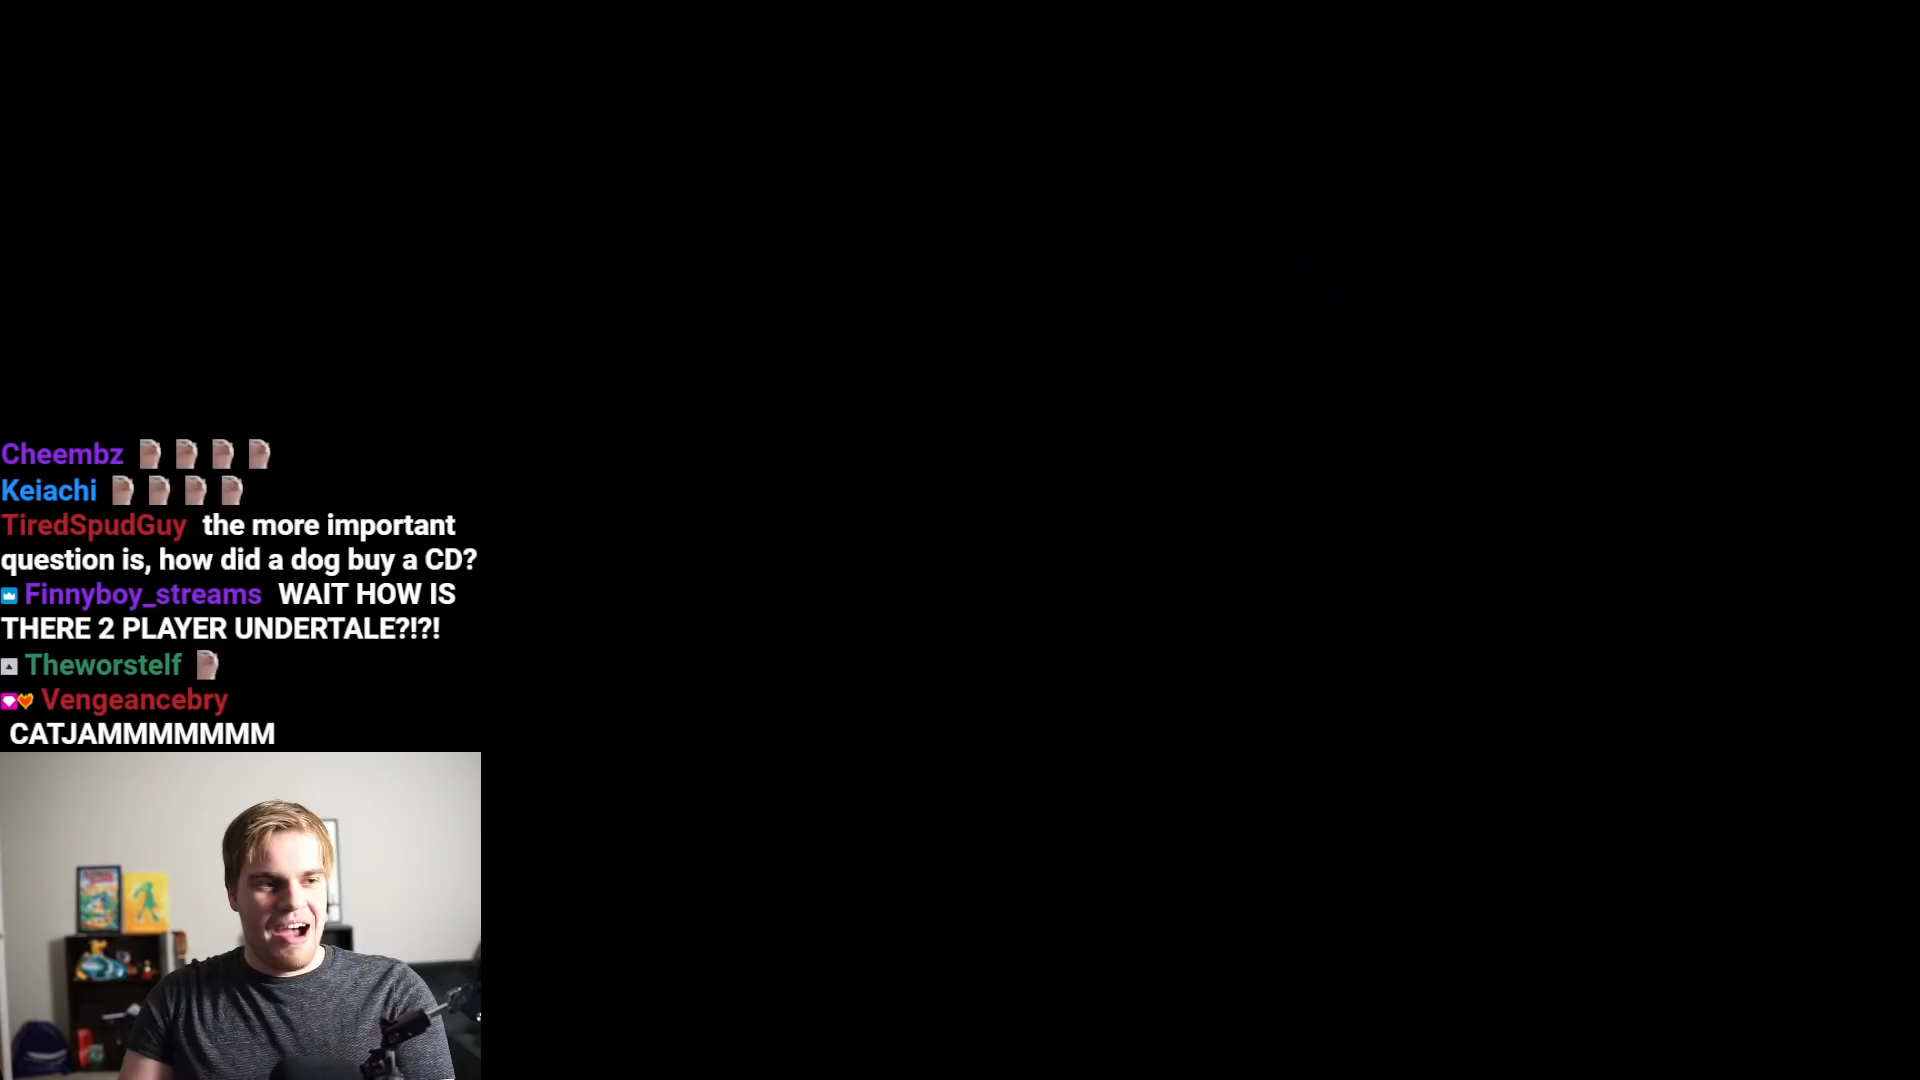 Cheembz
Keiachi
TiredSpudGuy the more important
question is, how did a dog buy a CD?
Finnyboy_streams WAIT HOW IS
THERE 2 PLAYER UNDERTALE?!?!
Theworstelf
Vengeancebry
CATJAMMMMMMM